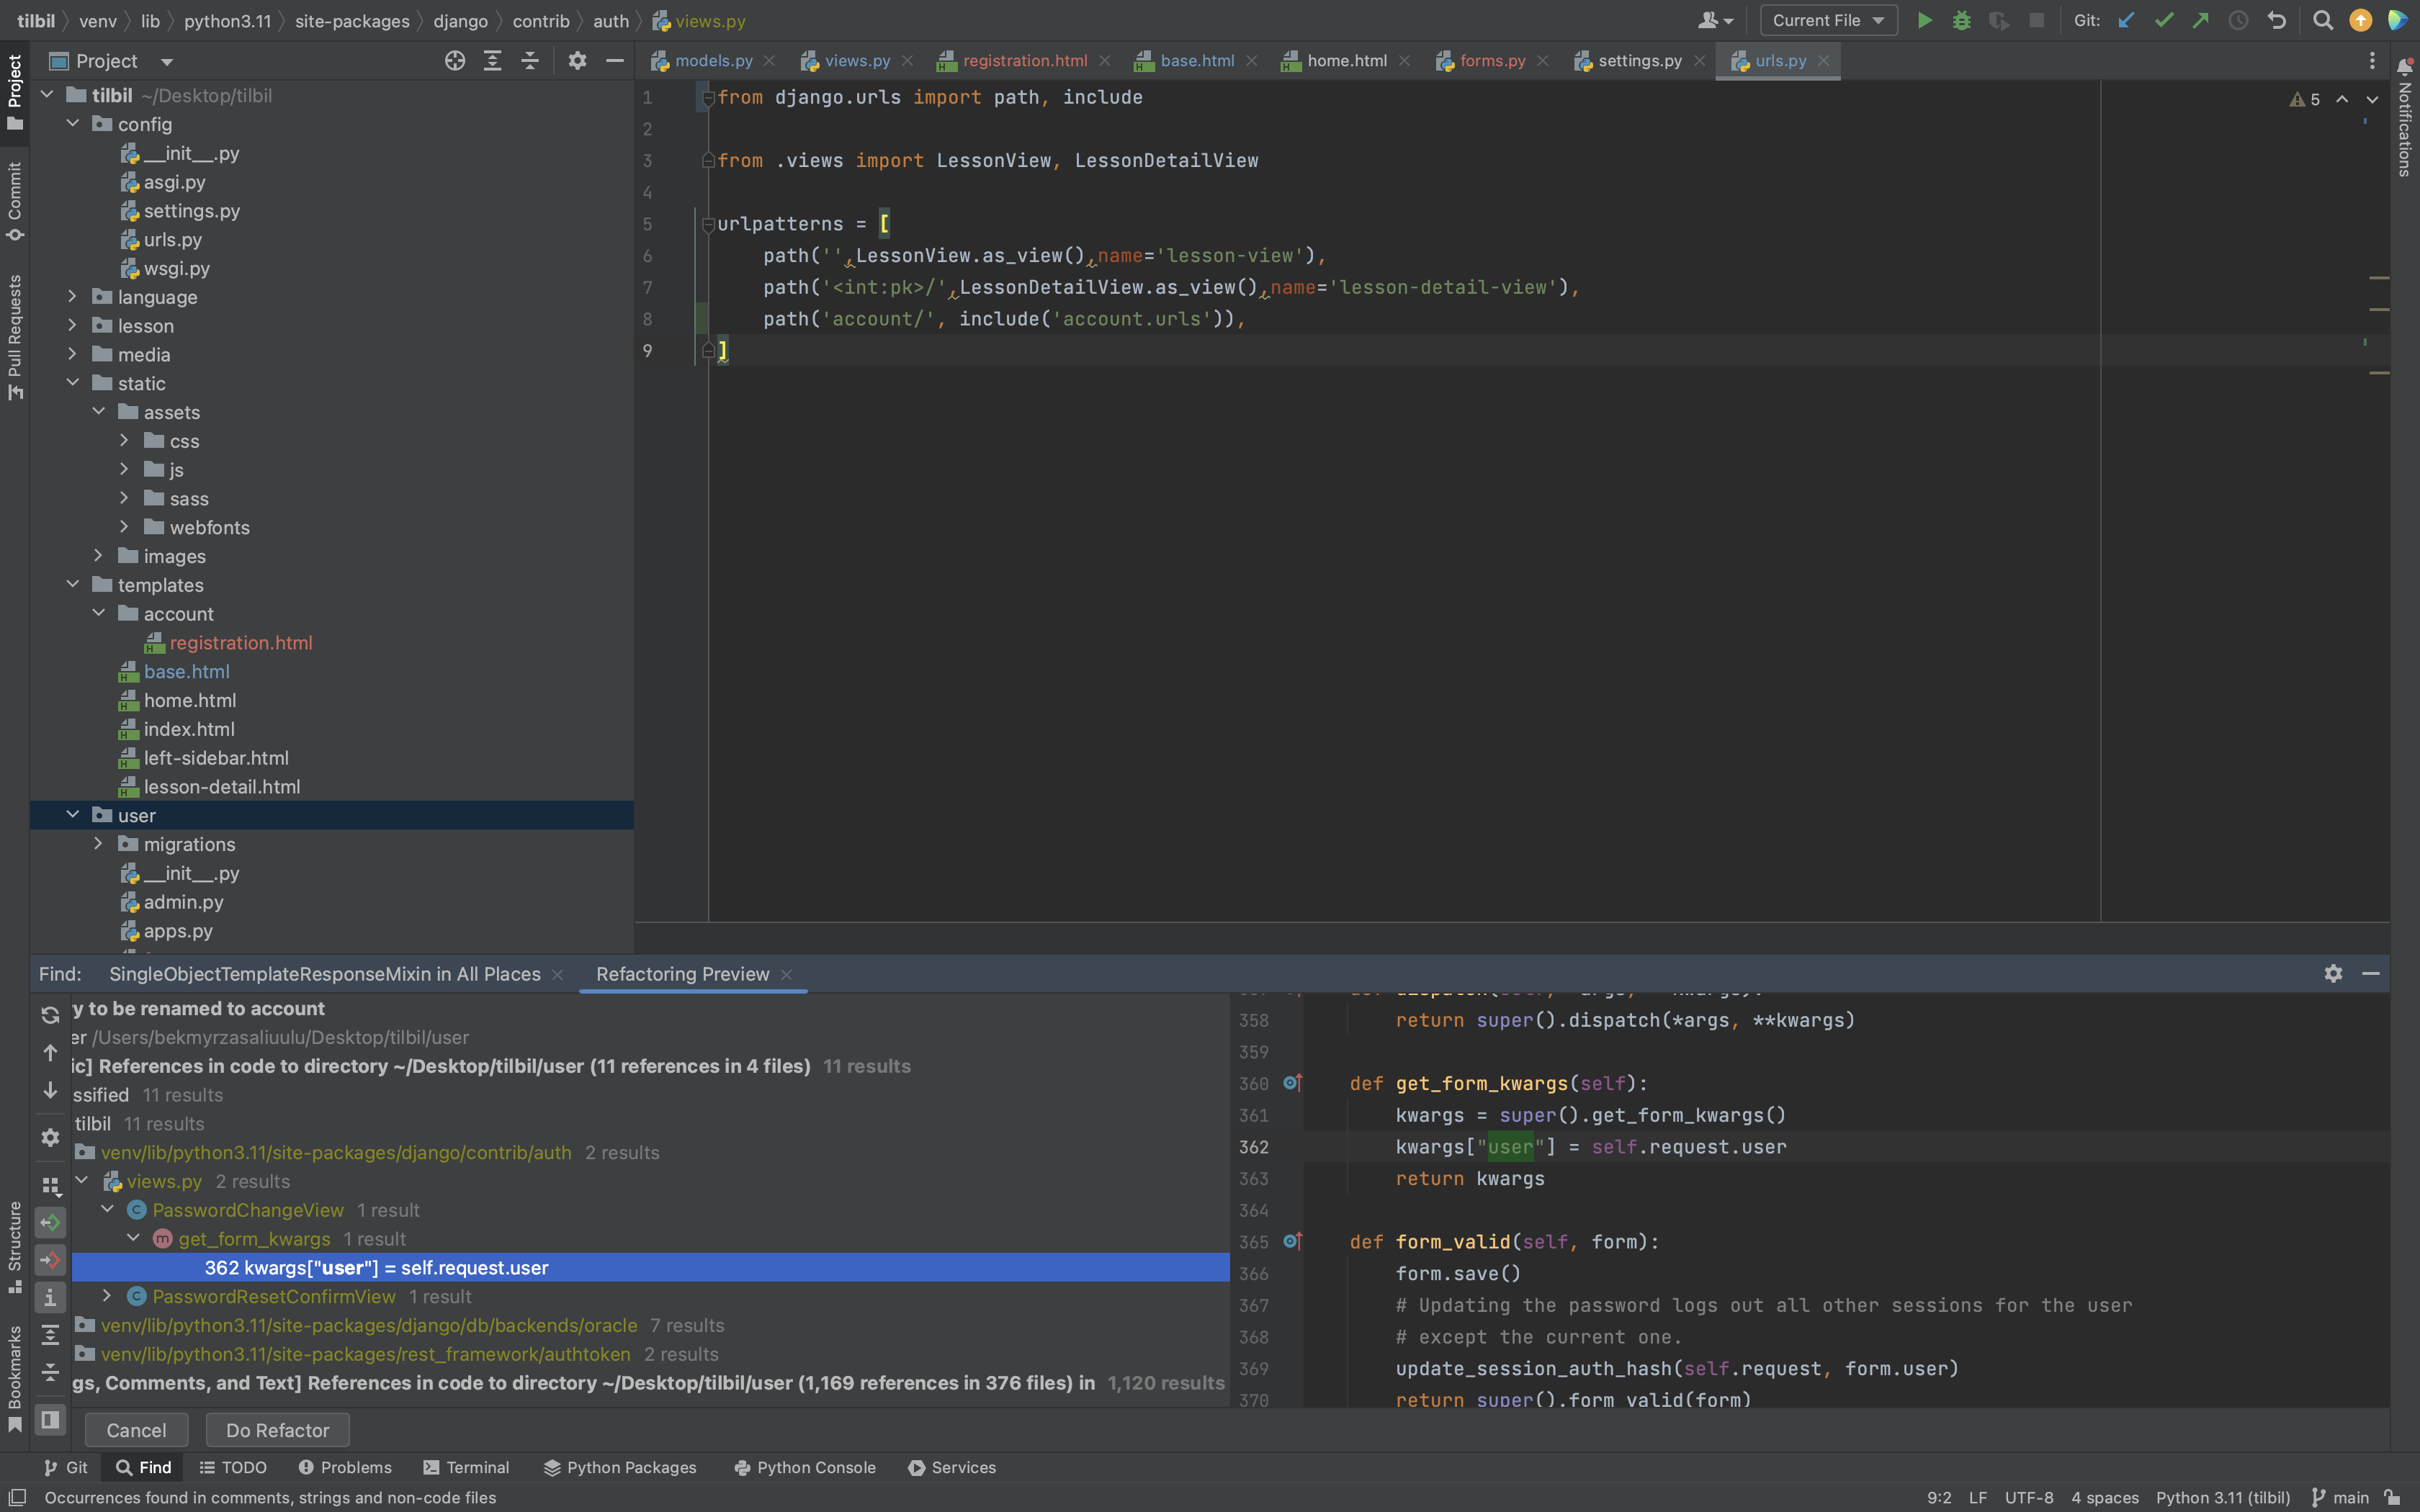 tilbil venv lib python3.11 site-packages django contrib auth views.py
Current File
Git:
Project
models.py views.py registration.html base.html home.html forms.py settings.py urls.py
tilbil ~/Desktop/tilbil
config
__init__.py
asgi.py
settings.py
urls.py
wsgi.py
language
lesson
media
static
assets
css
js
sass
webfonts
images
templates
account
registration.html
base.html
home.html
index.html
left-sidebar.html
lesson-detail.html
user
migrations
__init__.py
admin.py
apps.py
Project
Commit
Pull Requests
Structure
Bookmarks
Notifications
5
1 from django.urls import path, include
2
3 from .views import LessonView, LessonDetailView
4
5 urlpatterns = [
6 path('',LessonView.as_view(),name='lesson-view'),
7 path('<int:pk>/',LessonDetailView.as_view(),name='lesson-detail-view'),
8 path('account/', include('account.urls')),
9 ]
Find: SingleObjectTemplateResponseMixin in All Places Refactoring Preview
y to be renamed to account
er /Users/bekmyrzasaliuulu/Desktop/tilbil/user
ic] References in code to directory ~/Desktop/tilbil/user (11 references in 4 files) 11 results
ssified 11 results
tilbil 11 results
venv/lib/python3.11/site-packages/django/contrib/auth 2 results
views.py 2 results
PasswordChangeView 1 result
get_form_kwargs 1 result
362 kwargs["user"] = self.request.user
PasswordResetConfirmView 1 result
venv/lib/python3.11/site-packages/django/db/backends/oracle 7 results
venv/lib/python3.11/site-packages/rest_framework/authtoken 2 results
gs, Comments, and Text] References in code to directory ~/Desktop/tilbil/user (1,169 references in 376 files) in 1,120 results
358 return super().dispatch(*args, **kwargs)
359
360 def get_form_kwargs(self):
361 kwargs = super().get_form_kwargs()
362 kwargs["user"] = self.request.user
363 return kwargs
364
365 def form_valid(self, form):
366 form.save()
367 # Updating the password logs out all other sessions for the user
368 # except the current one.
369 update_session_auth_hash(self.request, form.user)
370 return super().form_valid(form)
Cancel Do Refactor
Git Find TODO Problems Terminal Python Packages Python Console Services
Occurrences found in comments, strings and non-code files
9:2 LF UTF-8 4 spaces Python 3.11 (tilbil) main